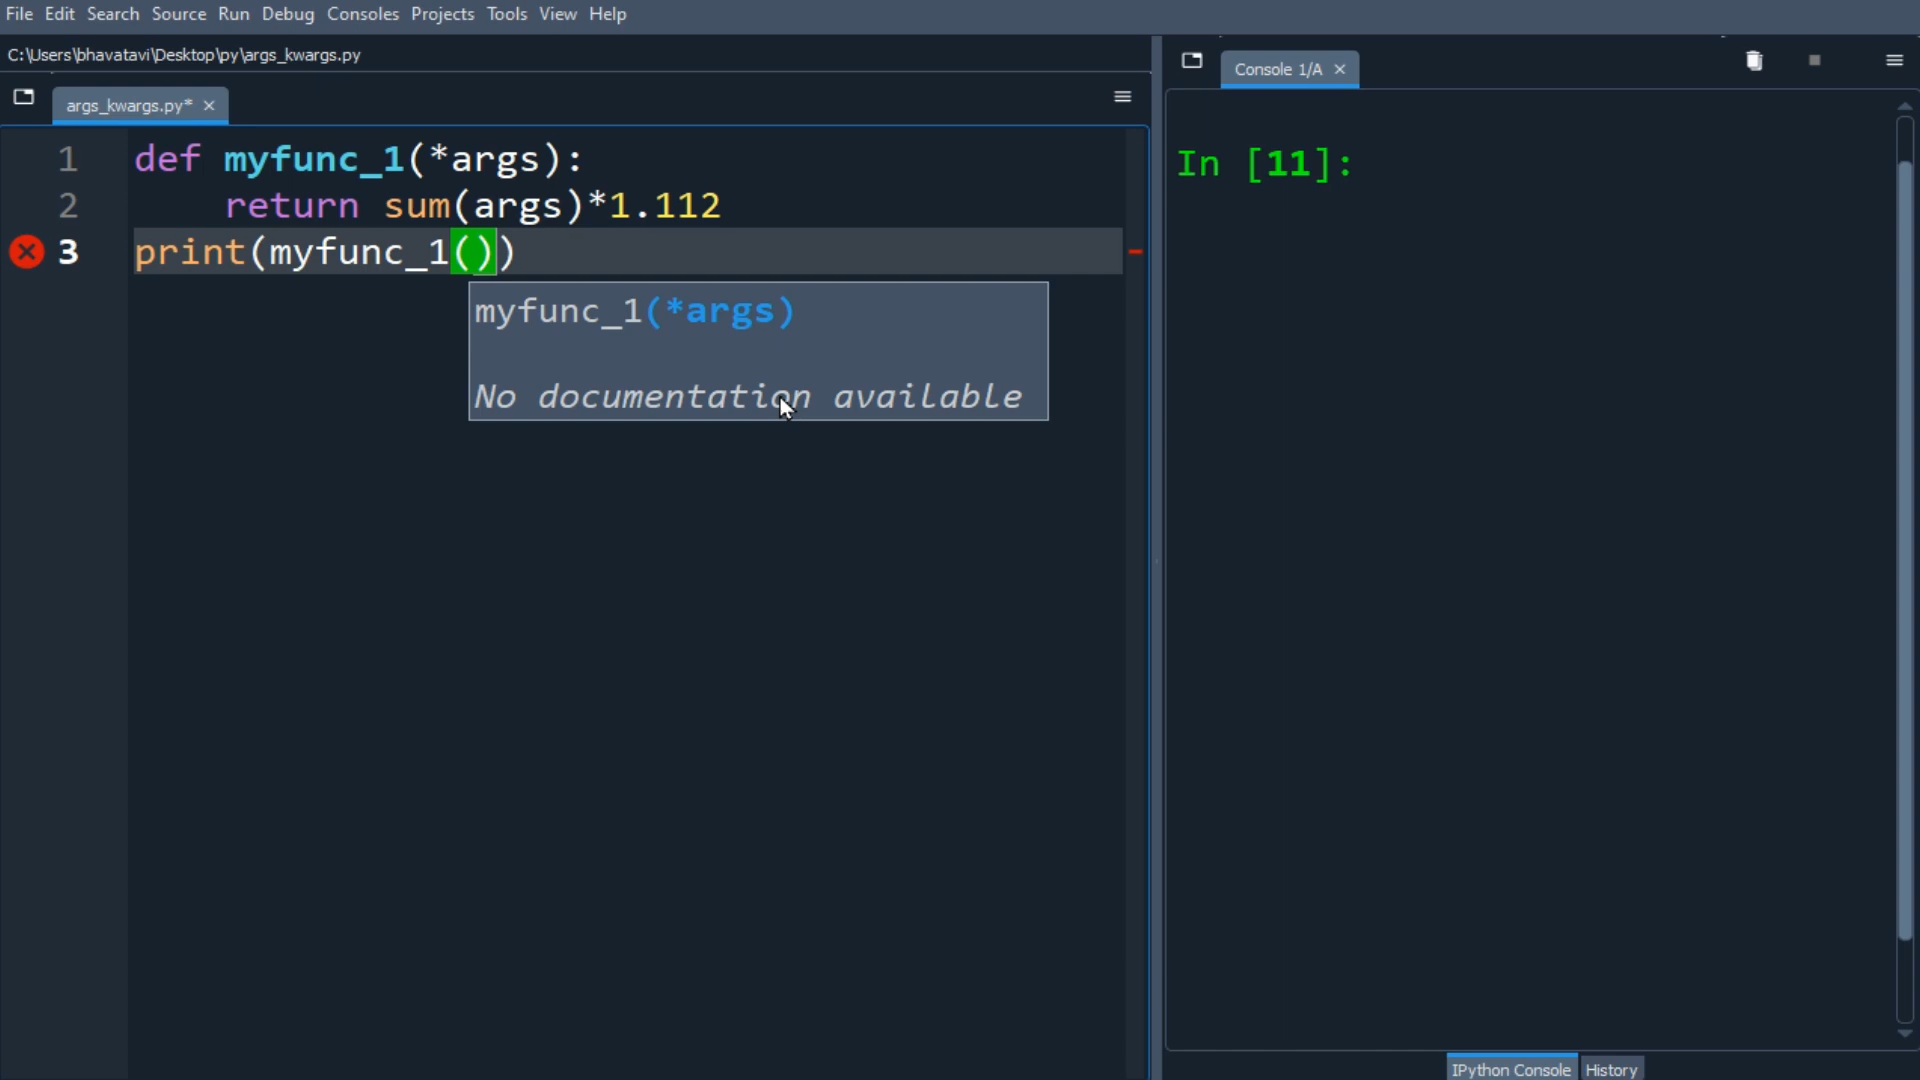 File Edit Search Source Run Debug Consoles Projects Tools View Help
C:\Users\bhavatavi\Desktop\py\args_kwargs.py
args_kwargs.py*
1 def myfunc_1(*args):
2     return sum(args)*1.112
3 print(myfunc_1())
myfunc_1(*args)
No documentation available
Console 1/A
In [11]:
IPython Console History